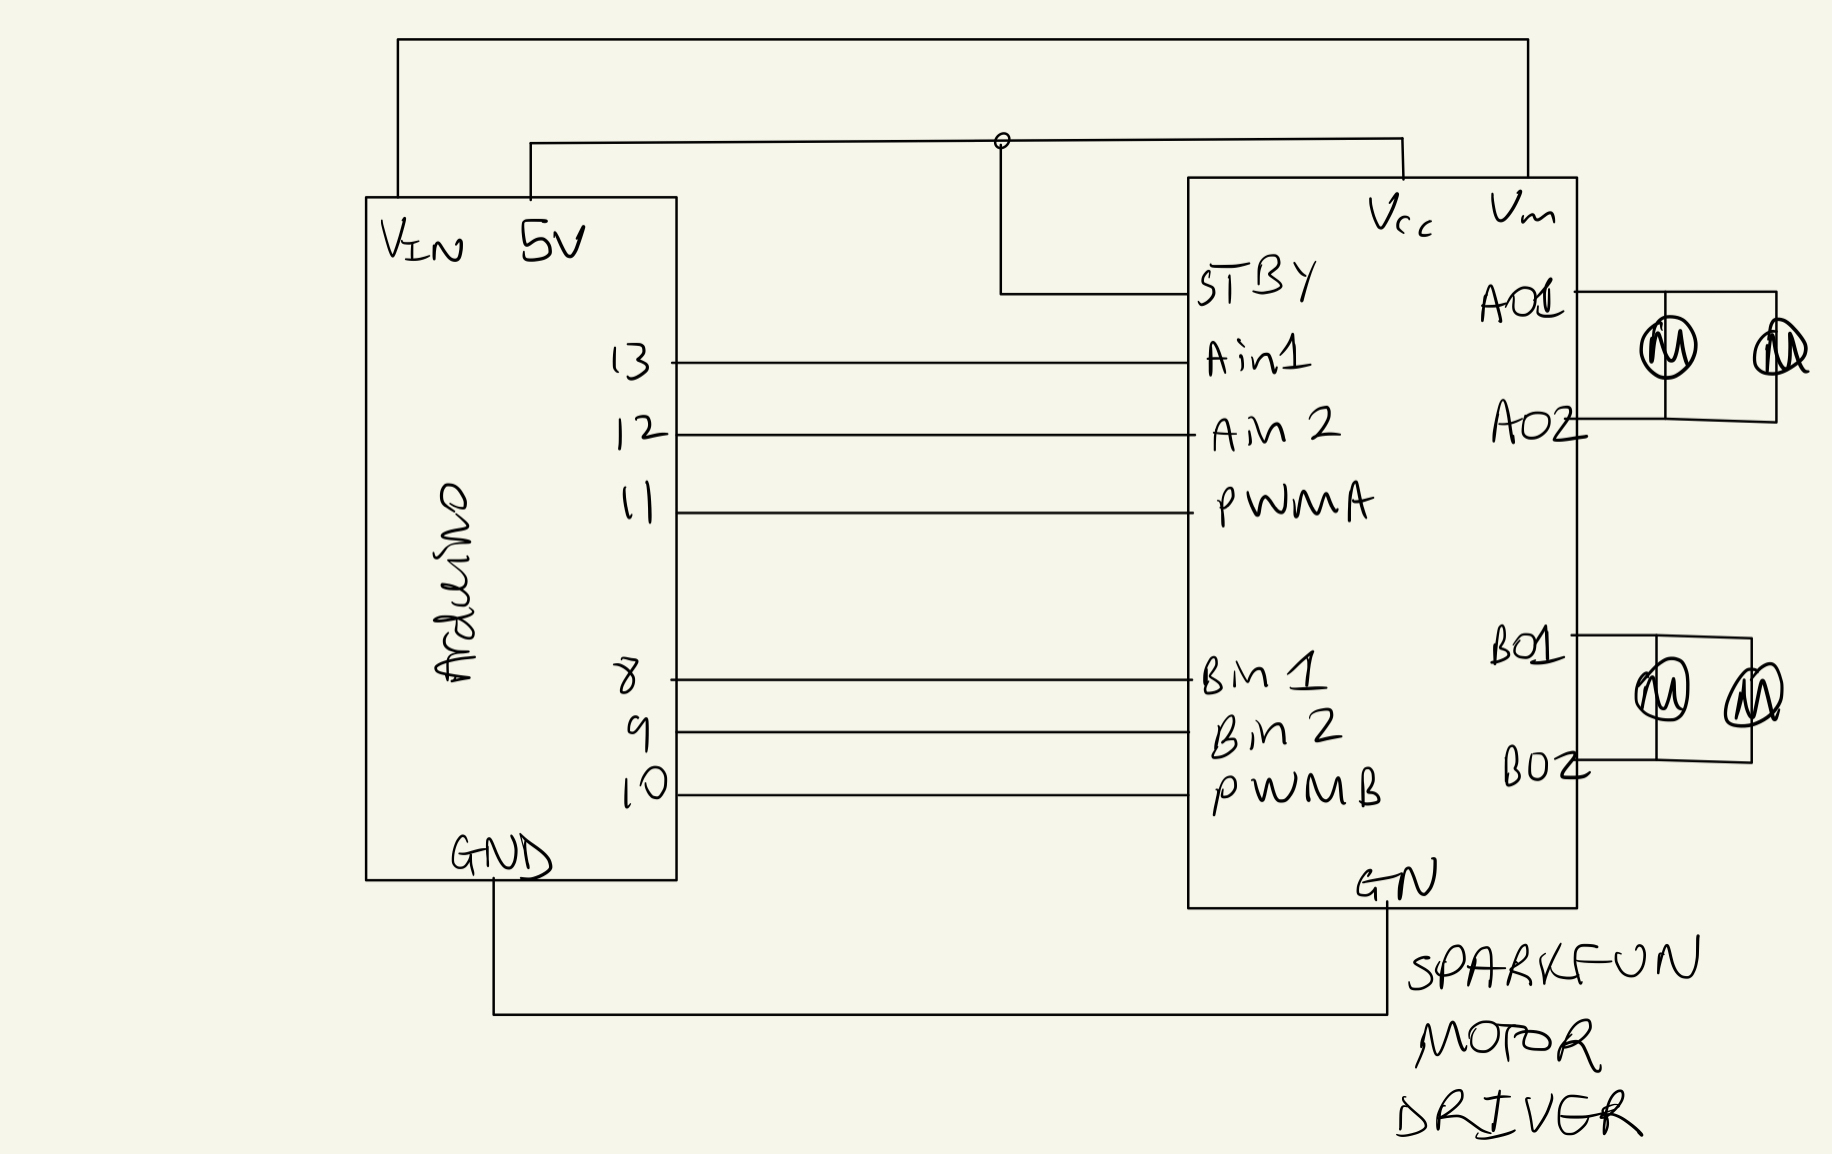 VIN 5V
Vcc Vm
STBY
AO1
13 Ain1
12 Ain 2
AO2
11 PWMA
Arduino
BO1
8 Bin 1
9 Bin 2
BO2
10 PWMB
GND
GN
SPARKFUN
MOTOR
DRIVER
M M
M M